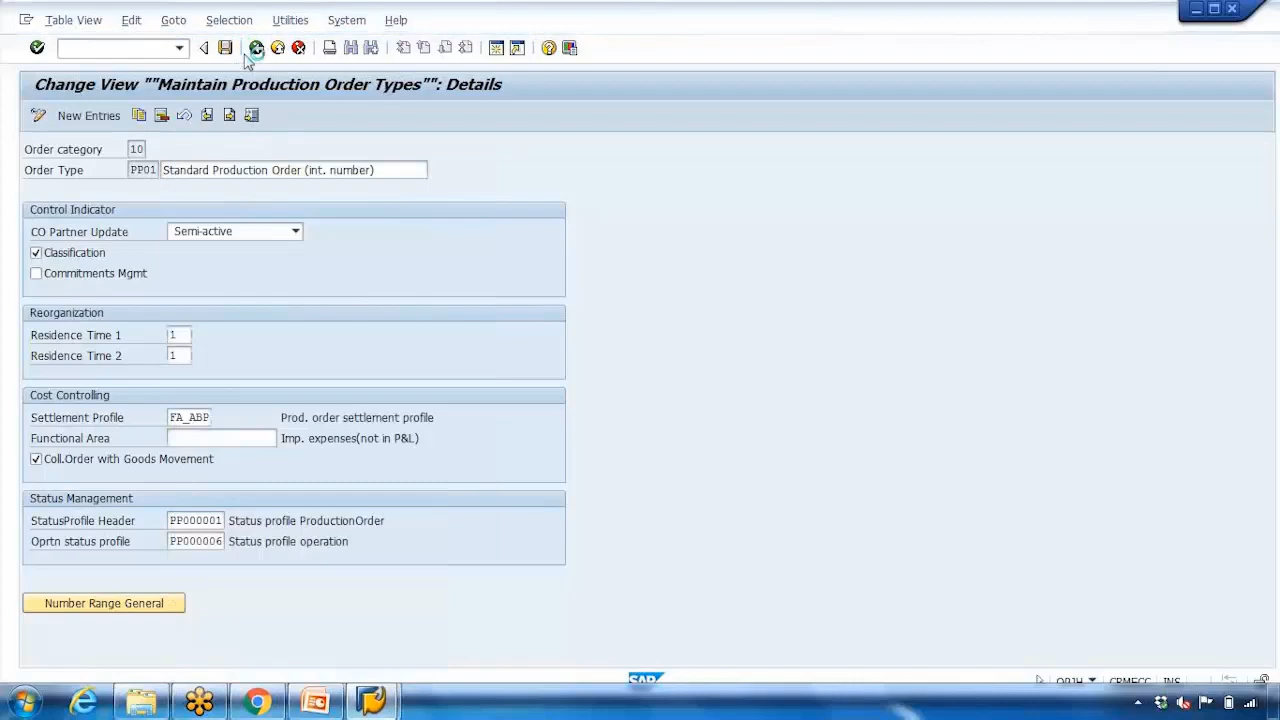 Table View Edit Goto Selection Utilities System Help
Change View ""Maintain Production Order Types"": Details
New Entries
Order category 10
Order Type PP01 Standard Production Order (int. number)
Control Indicator
CO Partner Update Semi-active
Classification
Commitments Mgmt
Reorganization
Residence Time 1 1
Residence Time 2 1
Cost Controlling
Settlement Profile FA_ABP Prod. order settlement profile
Functional Area Imp. expenses(not in P&L)
Coll.Order with Goods Movement
Status Management
StatusProfile Header PP000001 Status profile ProductionOrder
Oprtn status profile PP000006 Status profile operation
Number Range General
SAP OPJH CRMECC INS